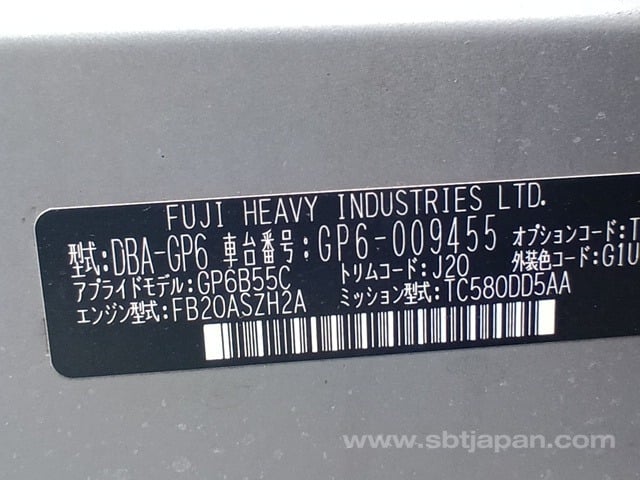 FUJI HEAVY INDUSTRIES LTD.
型式:DBA-GP6 車台番号:GP6-009455 オプションコード:T
アプライドモデル:GP6B55C トリムコード:J20 外装色コード:G1U
エンジン型式:FB20ASZH2A ミッション型式:TC580DD5AA
www.sbtjapan.com